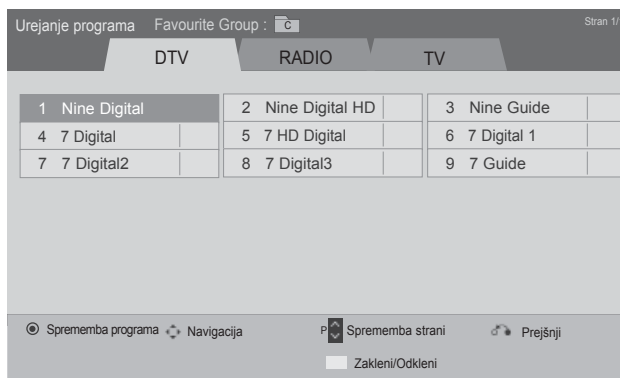 Urejanje programa Favourite Group : C Stran 1/
DTV RADIO TV
1 Nine Digital 2 Nine Digital HD 3 Nine Guide
4 7 Digital 5 7 HD Digital 6 7 Digital 1
7 7 Digital2 8 7 Digital3 9 7 Guide
Sprememba programa Navigacija P Sprememba strani Prejšnji
Zakleni/Odkleni